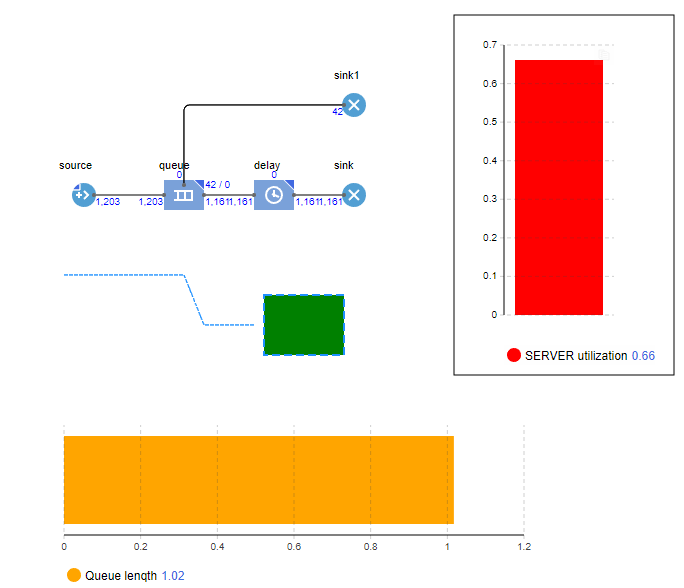 sink1
42
source
queue
delay
sink
0
0
42 / 0
1,203
1,203
1,161
1,161
1,161
1,161
0.7
0.6
0.5
0.4
0.3
0.2
0.1
0
SERVER utilization 0.66
0 0.2 0.4 0.6 0.8 1 1.2
Queue length 1.02